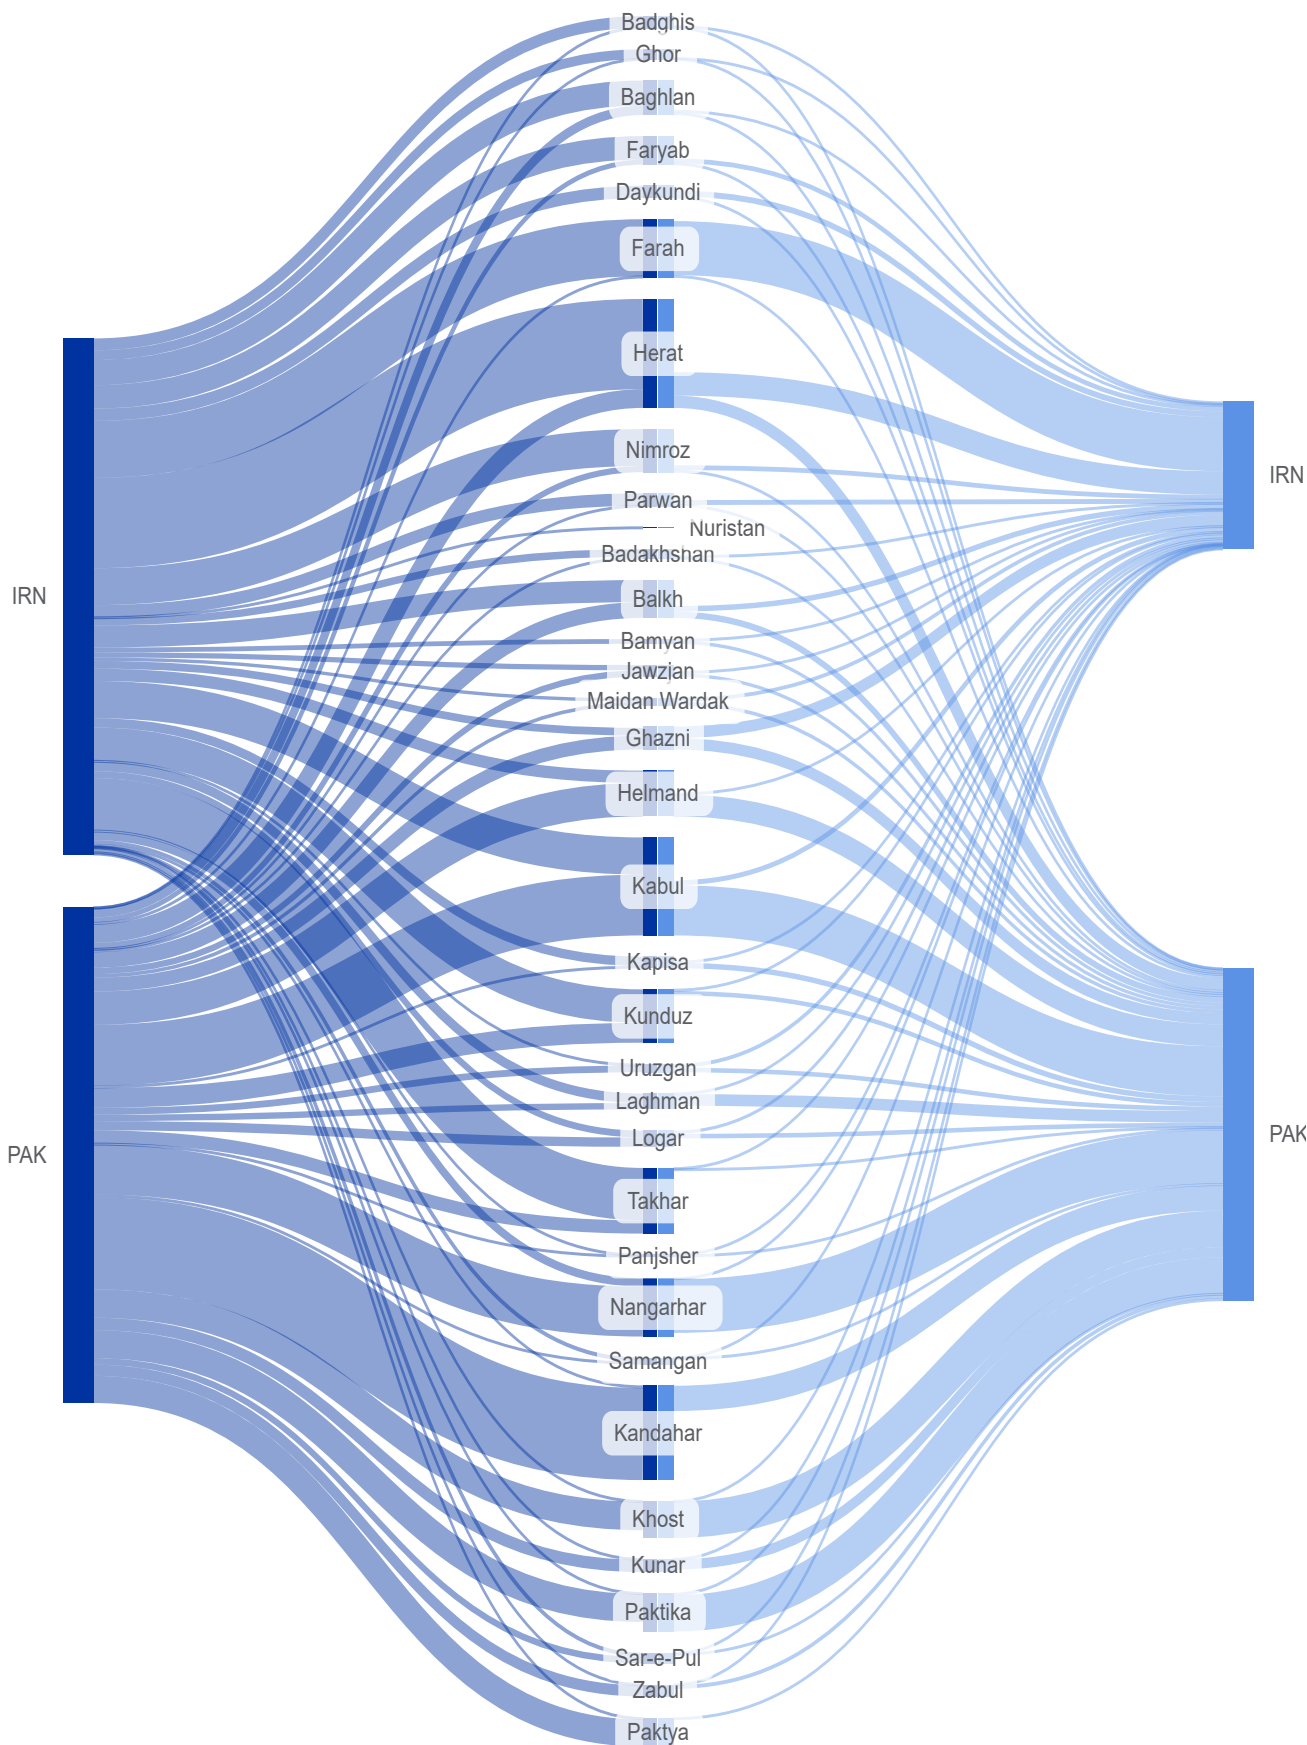 Badghis
Ghor
Baghlan
Faryab
Daykundi
Farah
Herat
Nimroz
IRN
Parwan
Nuristan
Badakhshan
IRN
Balkh
Bamyan
Jawzjan
Maidan Wardak
Ghazni
Helmand
Kabul
Kapisa
Kunduz
Uruzgan
Laghman
PAK
Logar
PAK
Takhar
Panjsher
Nangarhar
Samangan
Kandahar
Khost
Kunar
Paktika
Sar-e-Pul
Zabul
Paktya